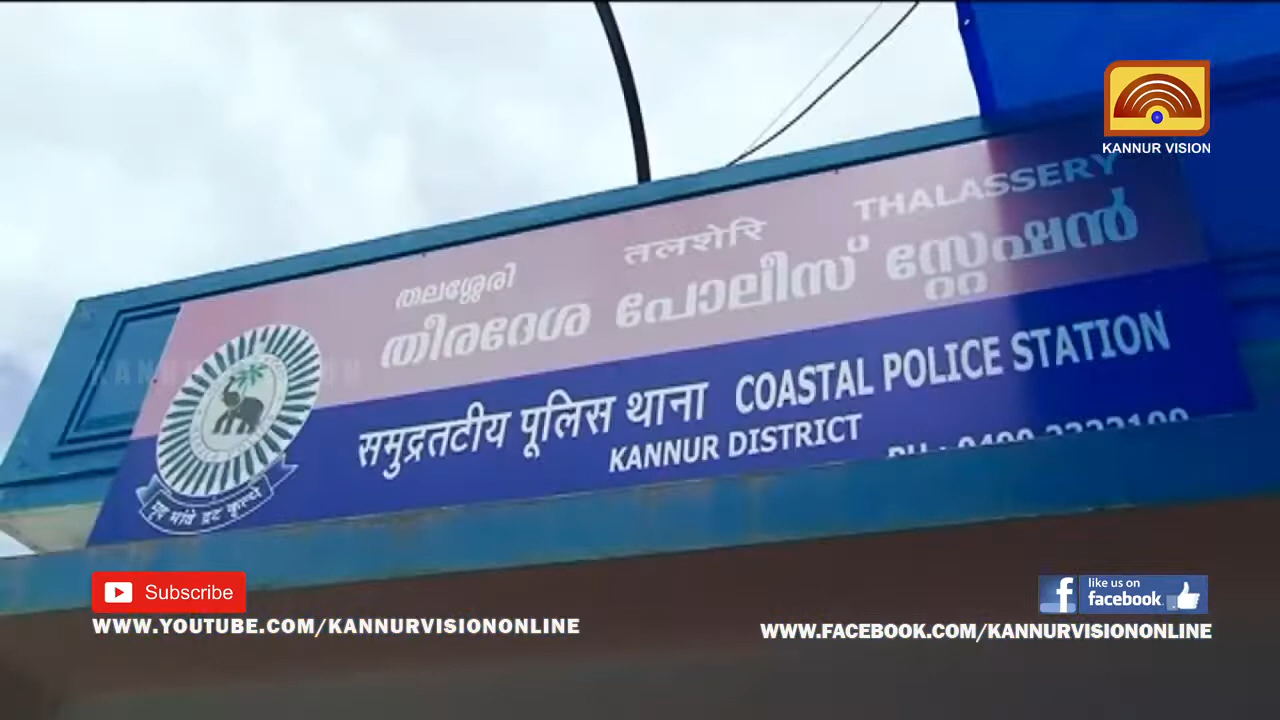 KANNUR VISION
തലശ്ശേരി तलशेरि THALASSERY
തീരദേശ പോലീസ് സ്റ്റേഷൻ
समुद्रतटीय पूलिस थाना COASTAL POLICE STATION
KANNUR DISTRICT
Subscribe
WWW.YOUTUBE.COM/KANNURVISIONONLINE
like us on
facebook
WWW.FACEBOOK.COM/KANNURVISIONONLINE